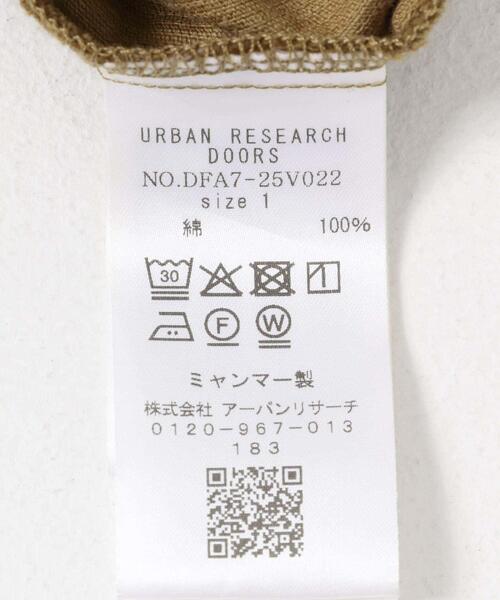 URBAN RESEARCH
DOORS
NO.DFA7-25V022
size 1
綿 100%
30
F W
ミャンマー製
株式会社 アーバンリサーチ
0120-967-013
183